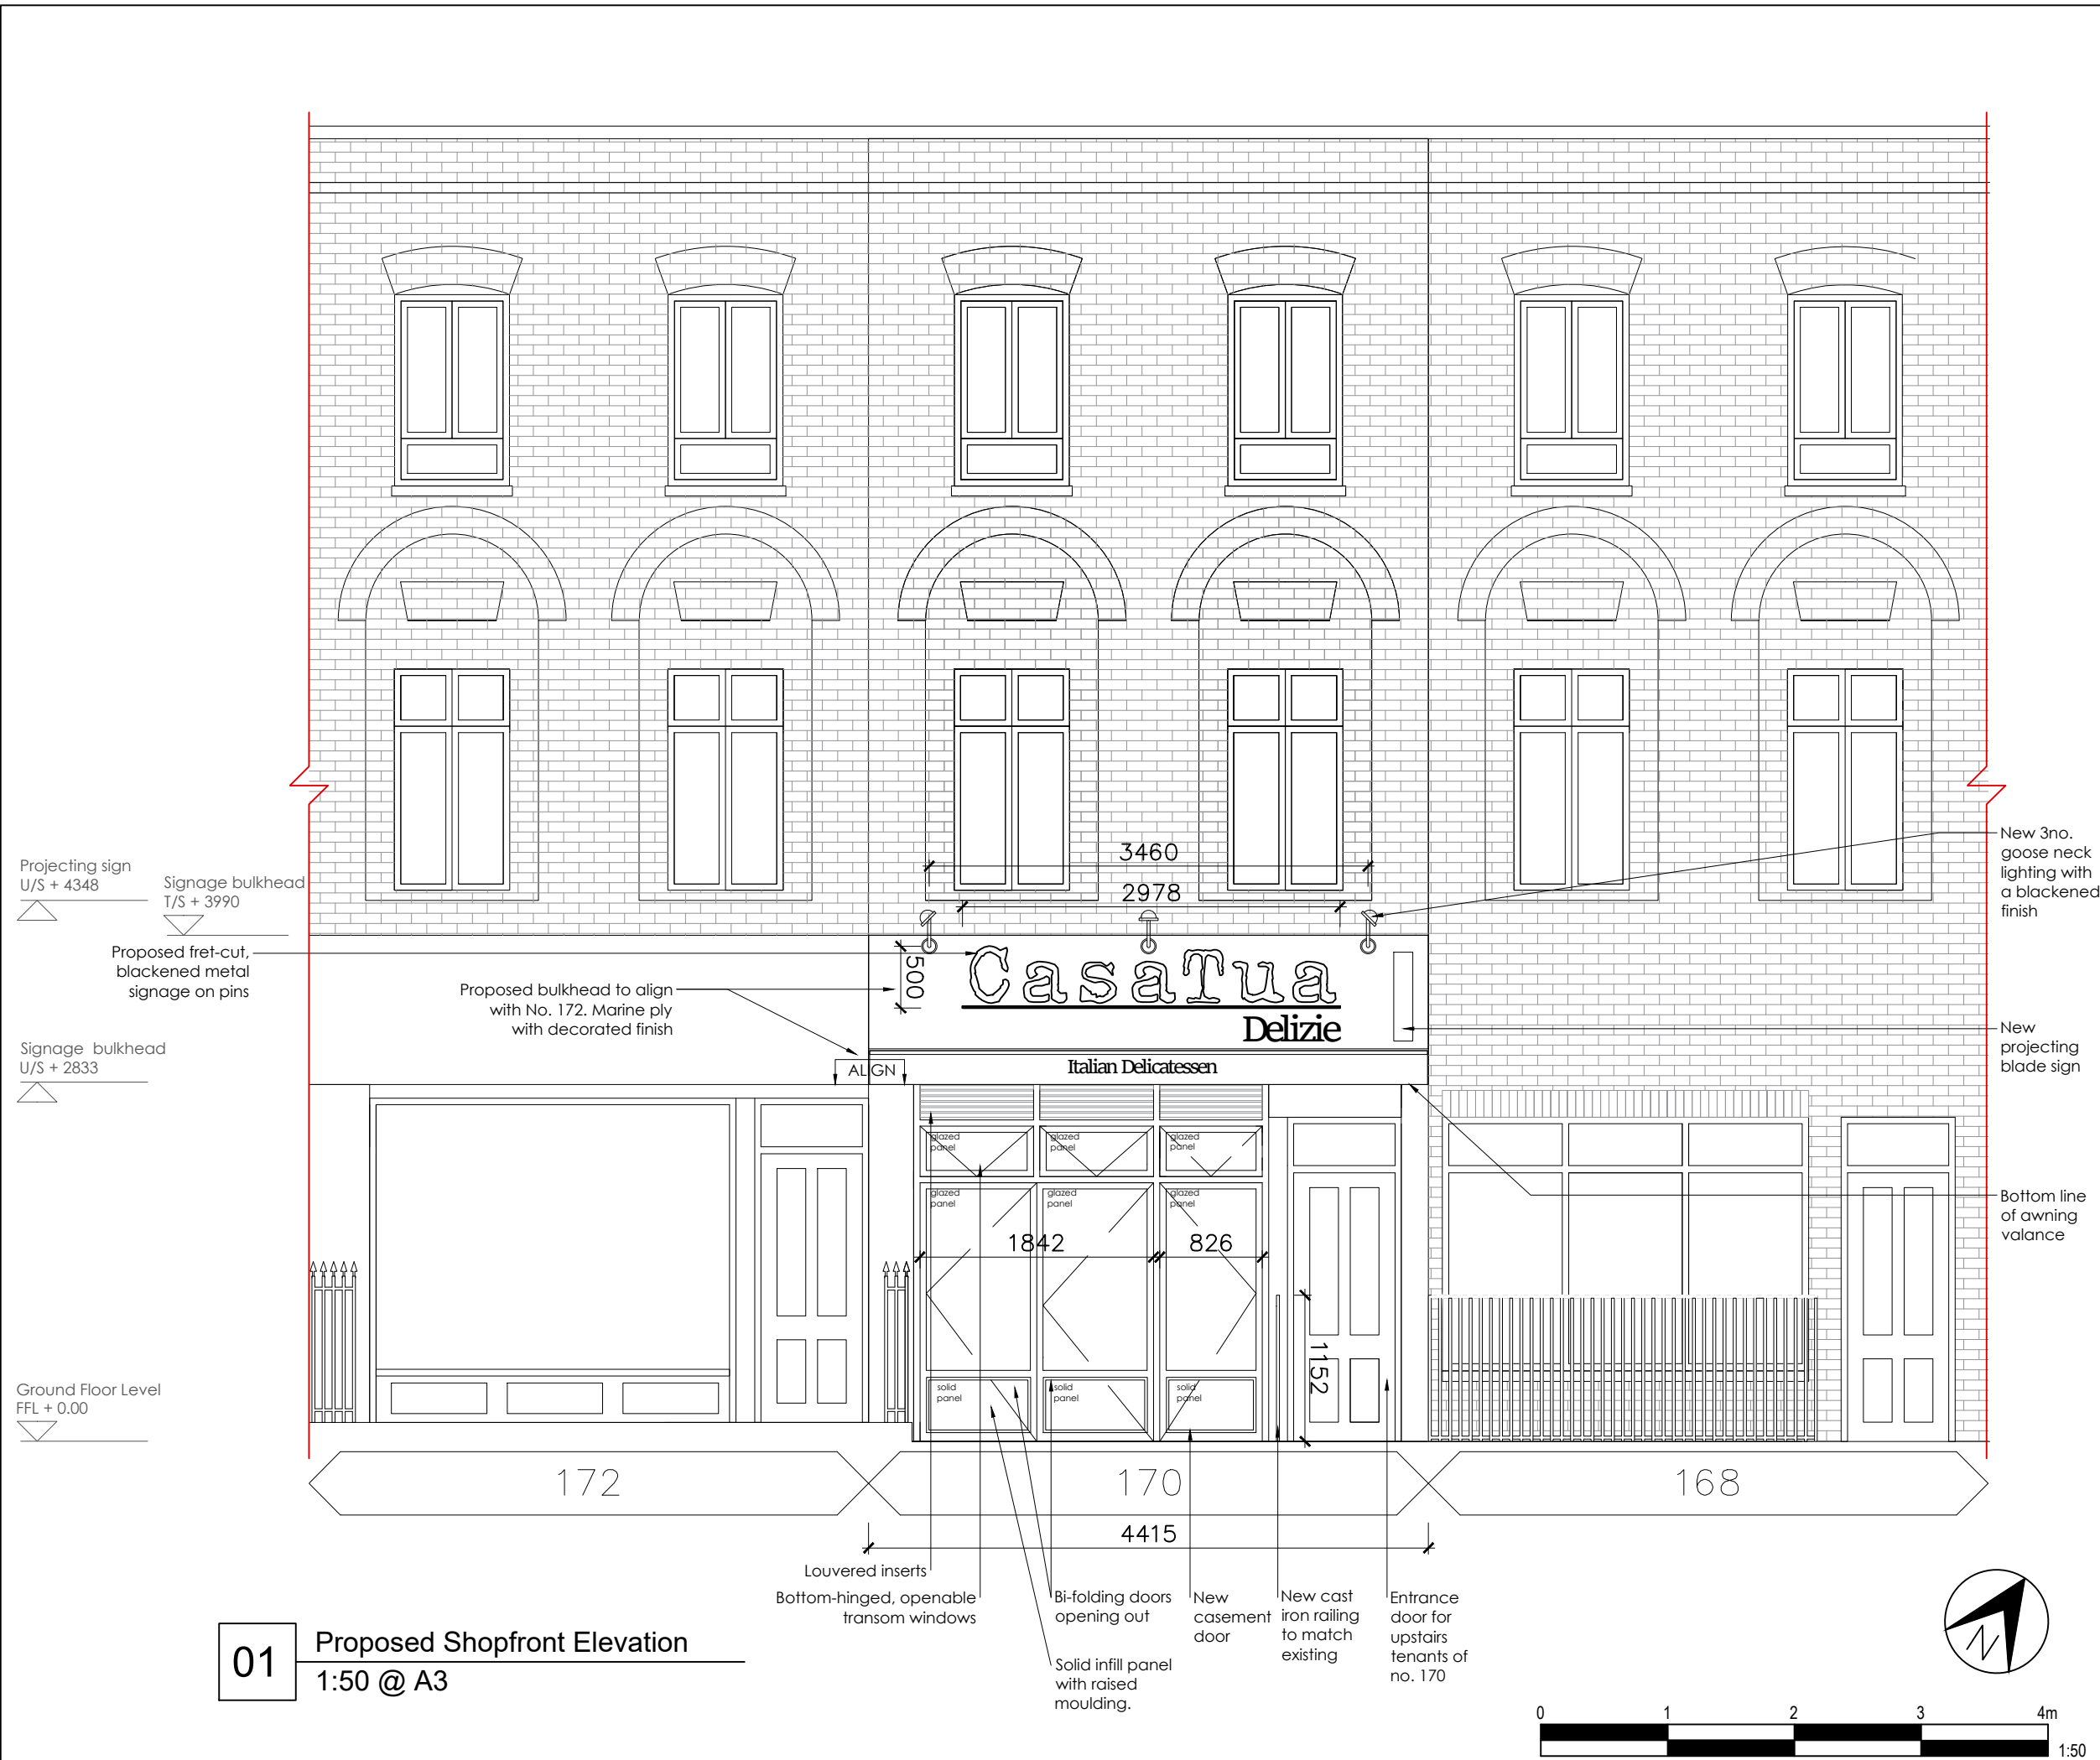 3460
2978
Projecting sign
U/S + 4348
Signage bulkhead
T/S + 3990
New 3no.
goose neck
lighting with
a blackened
finish
Proposed fret-cut,
blackened metal
signage on pins
500
CasaTua
Delizie
Proposed bulkhead to align
with No. 172. Marine ply
with decorated finish
New
projecting
blade sign
Signage bulkhead
U/S + 2833
ALIGN
Italian Delicatessen
glazed
panel
glazed
panel
glazed
panel
glazed
panel
glazed
panel
glazed
panel
Bottom line
of awning
valance
1842
826
1152
Ground Floor Level
FFL + 0.00
solid
panel
solid
panel
solid
panel
172
170
168
4415
Louvered inserts
Bottom-hinged, openable
transom windows
Bi-folding doors
opening out
New
casement
door
New cast
iron railing
to match
existing
Entrance
door for
upstairs
tenants of
no. 170
Solid infill panel
with raised
moulding.
01
Proposed Shopfront Elevation
1:50 @ A3
N
0 1 2 3 4m
1:50